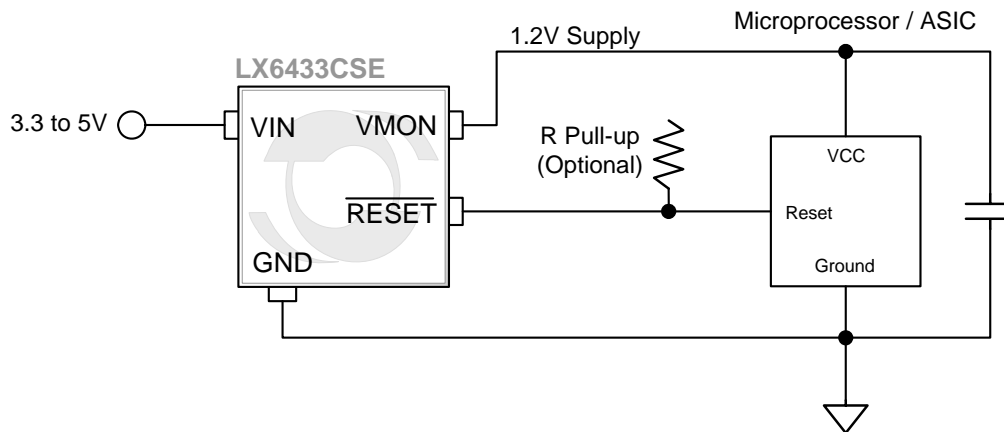 Microprocessor / ASIC
1.2V Supply
LX6433CSE
3.3 to 5V
VIN
VMON
R Pull-up
(Optional)
VCC
RESET
Reset
GND
Ground